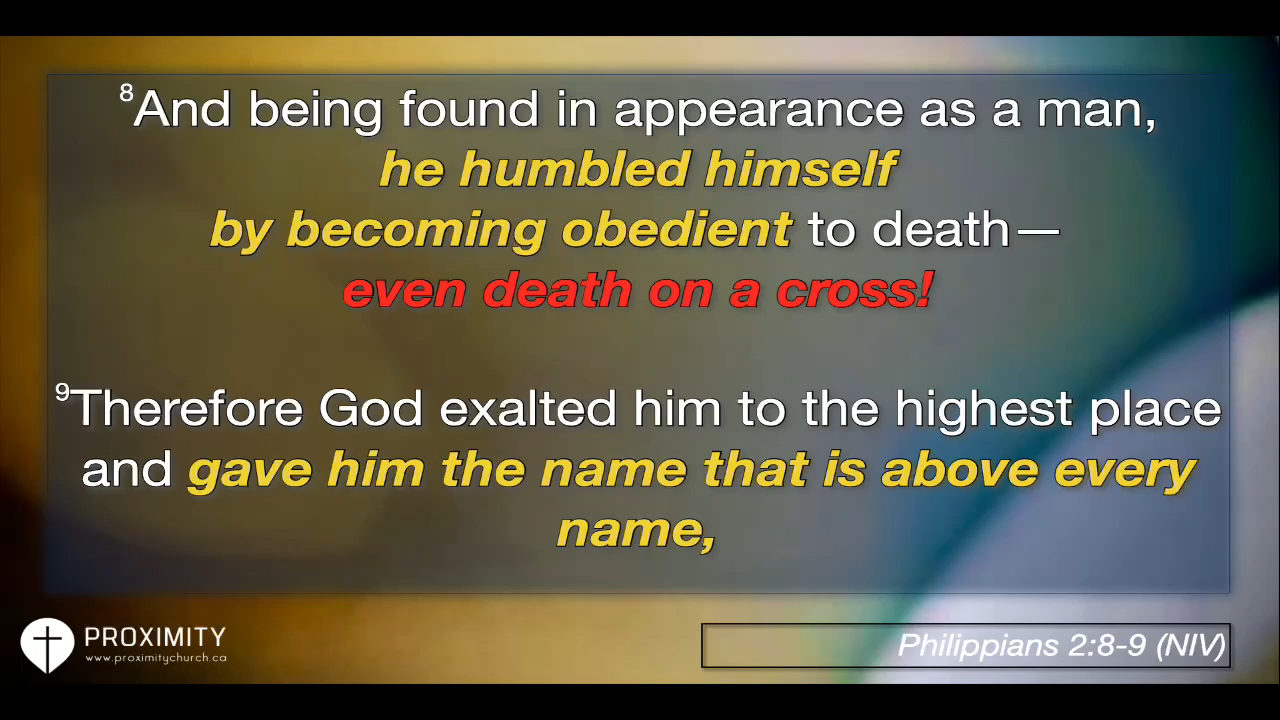 ⁸And being found in appearance as a man,
he humbled himself
by becoming obedient to death—
even death on a cross!
⁹Therefore God exalted him to the highest place
and gave him the name that is above every
name,
PROXIMITY
www.proximitychurch.ca
Philippians 2:8-9 (NIV)